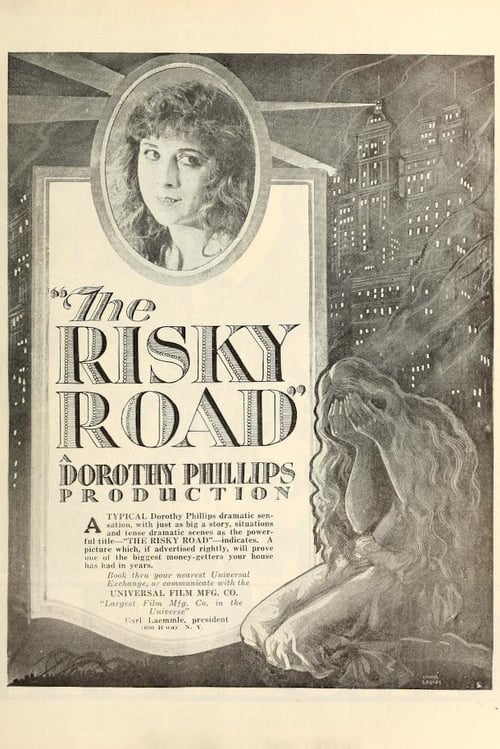 "The
RISKY
ROAD"
A
DOROTHY PHILLIPS
PRODUCTION
A TYPICAL Dorothy Phillips dramatic sen-
sation, with just as big a story, situations
and tense dramatic scenes as the power-
ful title—"THE RISKY ROAD"—indicates. A
picture which, if advertised rightly, will prove
one of the biggest money-getters your house
has had in years.
Book thru your nearest Universal
Exchange, or communicate with the
UNIVERSAL FILM MFG. CO.
"Largest Film Mfg. Co. in the
Universe"
Carl Laemmle, president
1600 B'way. N. Y.